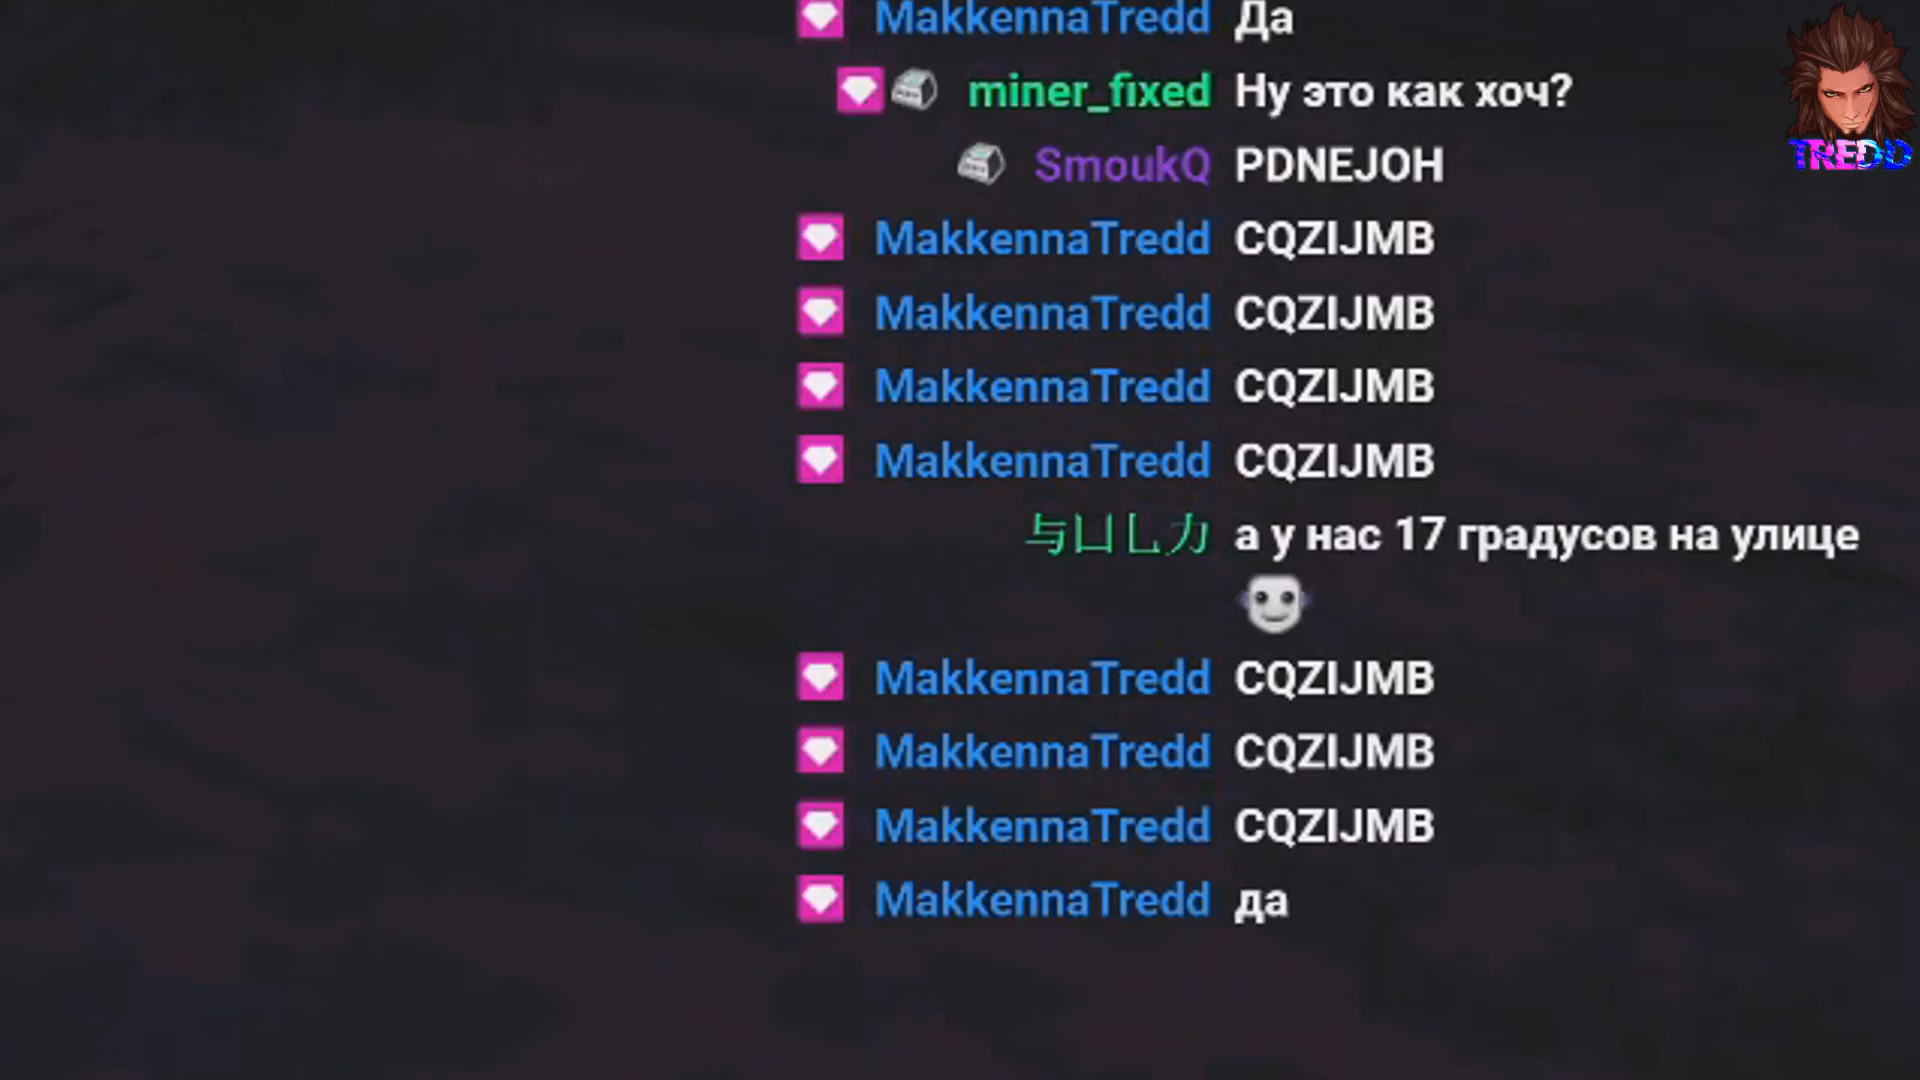 MakkennaTredd Да
miner_fixed Ну это как хоч?
SmoukQ PDNEJOH
MakkennaTredd CQZIJMB
MakkennaTredd CQZIJMB
MakkennaTredd CQZIJMB
MakkennaTredd CQZIJMB
与凵乚力 а у нас 17 градусов на улице
MakkennaTredd CQZIJMB
MakkennaTredd CQZIJMB
MakkennaTredd CQZIJMB
MakkennaTredd да
TREDD